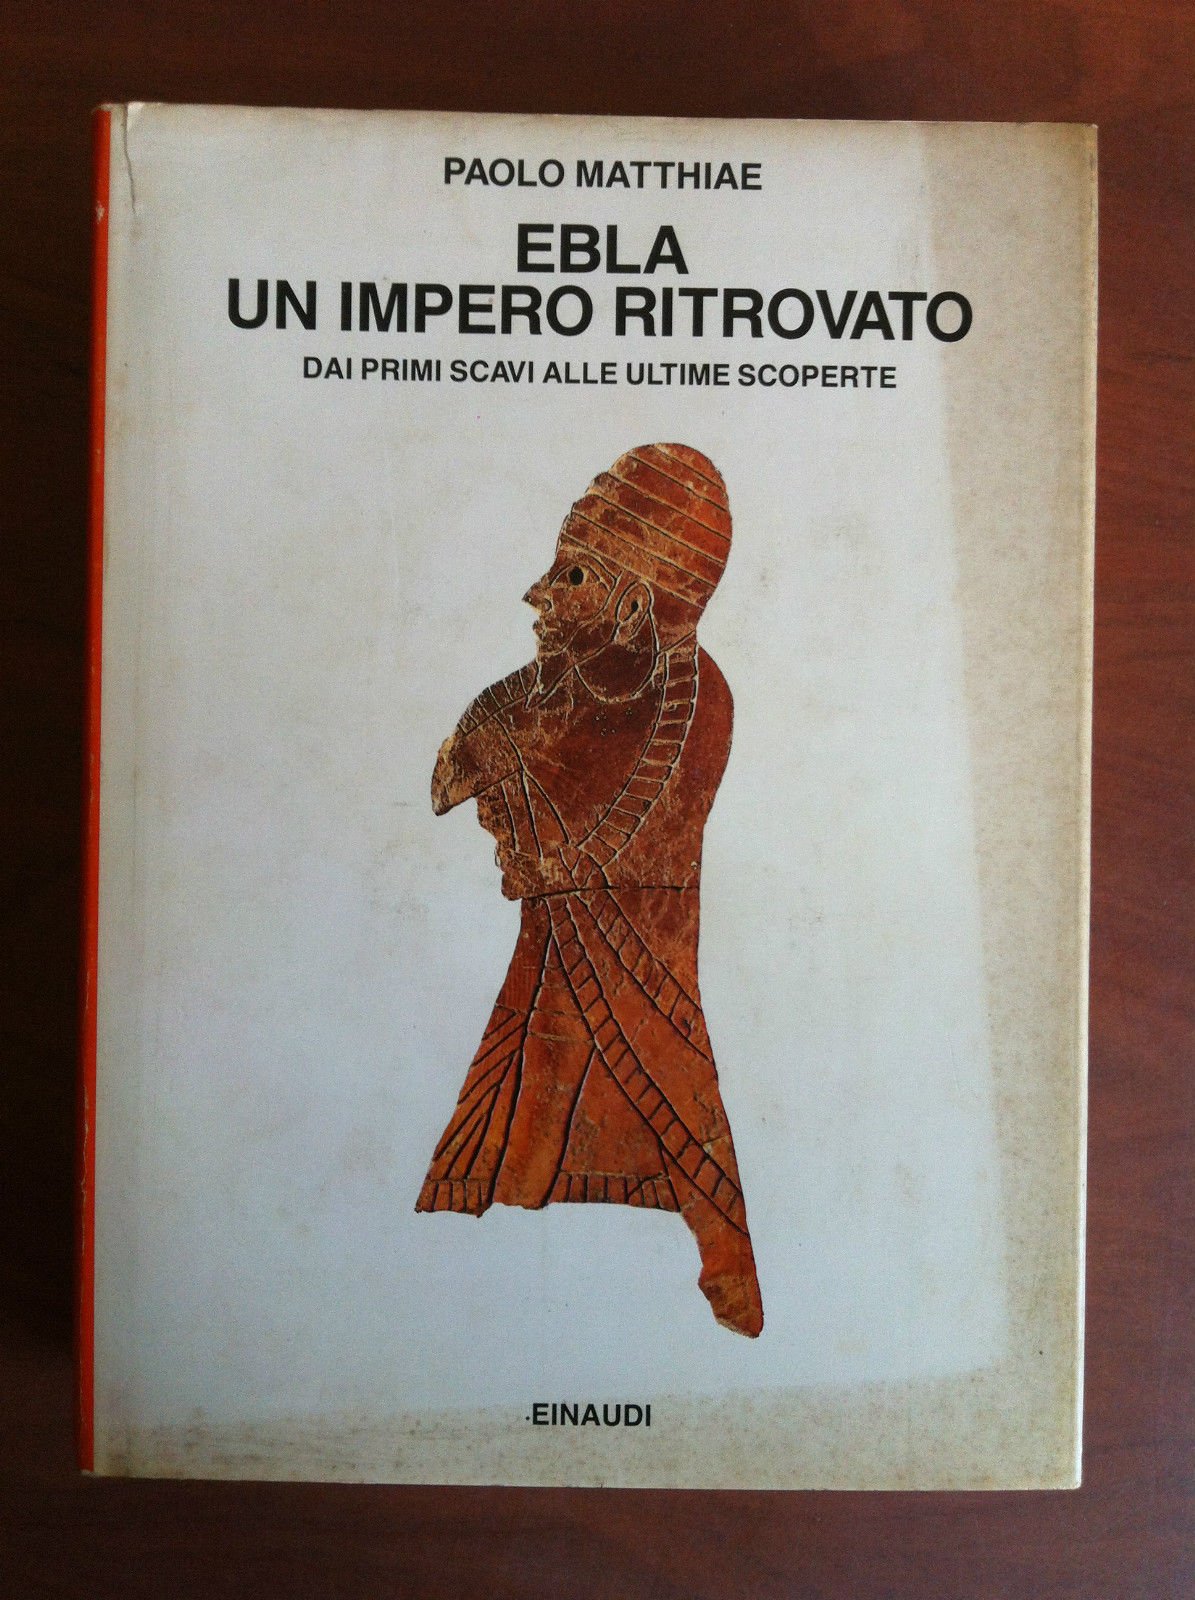 PAOLO MATTHIAE
EBLA
UN IMPERO RITROVATO
DAI PRIMI SCAVI ALLE ULTIME SCOPERTE
EINAUDI